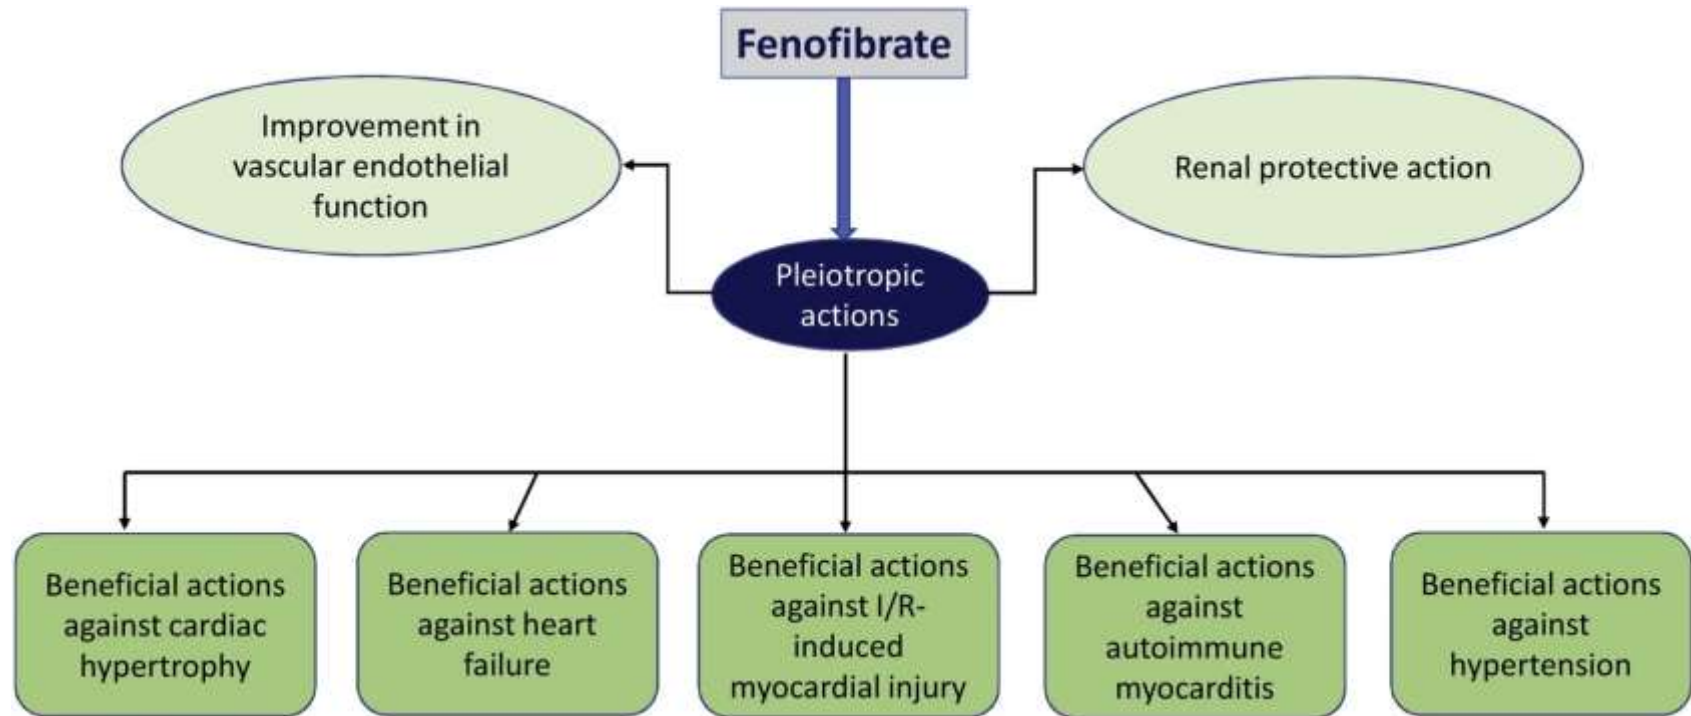 Fenofibrate
Improvement in
vascular endothelial
function
Renal protective action
Pleiotropic
actions
Beneficial actions
against cardiac
hypertrophy
Beneficial actions
against heart
failure
Beneficial actions
against I/R-
induced
myocardial injury
Beneficial actions
against
autoimmune
myocarditis
Beneficial actions
against
hypertension